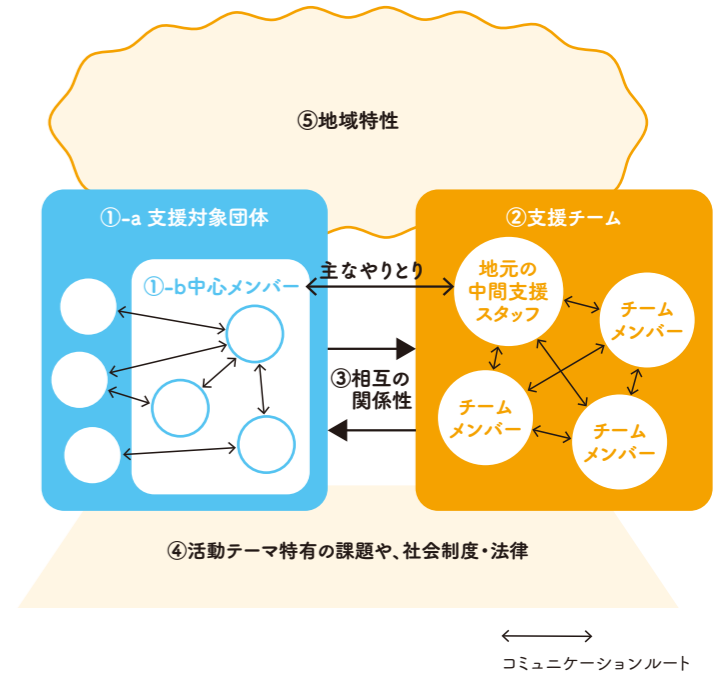 ⑤地域特性
①-a 支援対象団体
②支援チーム
①-b中心メンバー
主なやりとり
地元の
中間支援
スタッフ
チーム
メンバー
③相互の
関係性
チーム
メンバー
チーム
メンバー
④活動テーマ特有の課題や、社会制度・法律
コミュニケーションルート